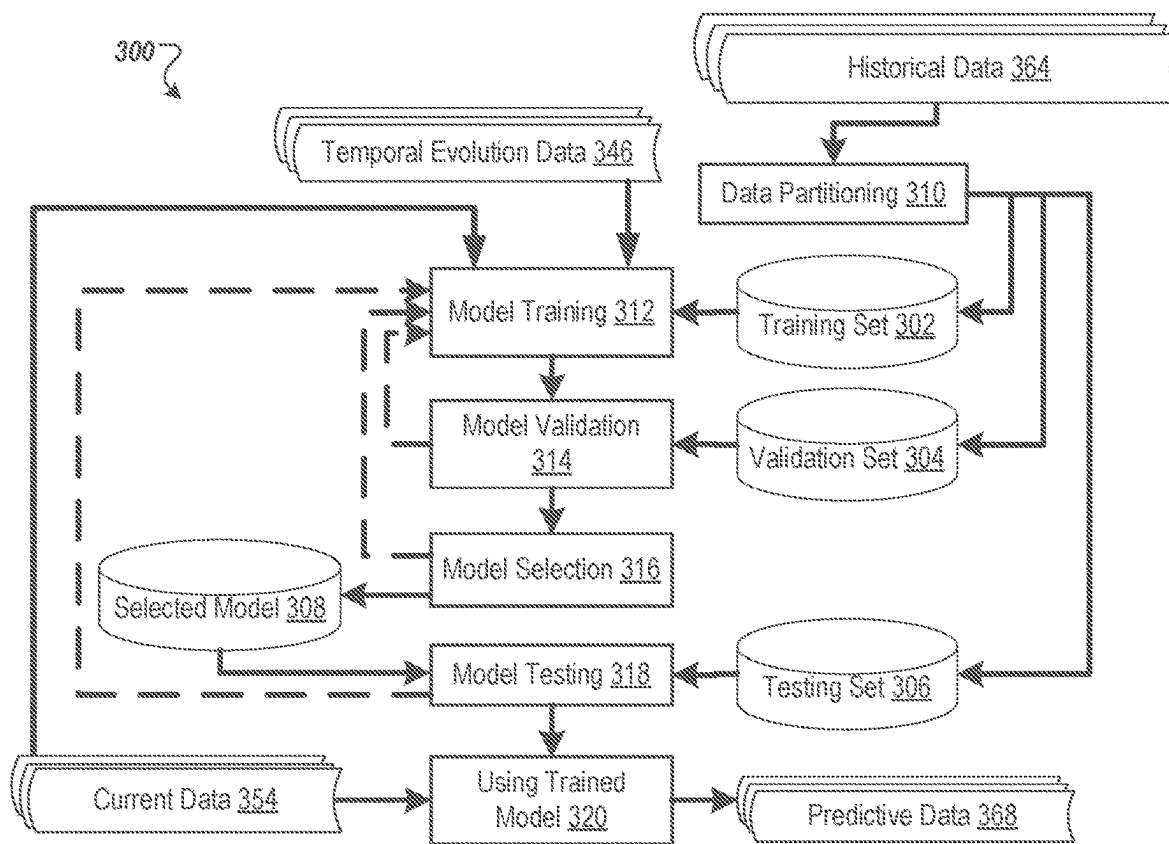 300
Historical Data 364
Temporal Evolution Data 346
Data Partitioning 310
Model Training 312
Training Set 302
Model Validation
314
Validation Set 304
Model Selection 316
Selected Model 308
Model Testing 318
Testing Set 306
Current Data 354
Using Trained
Model 320
Predictive Data 368